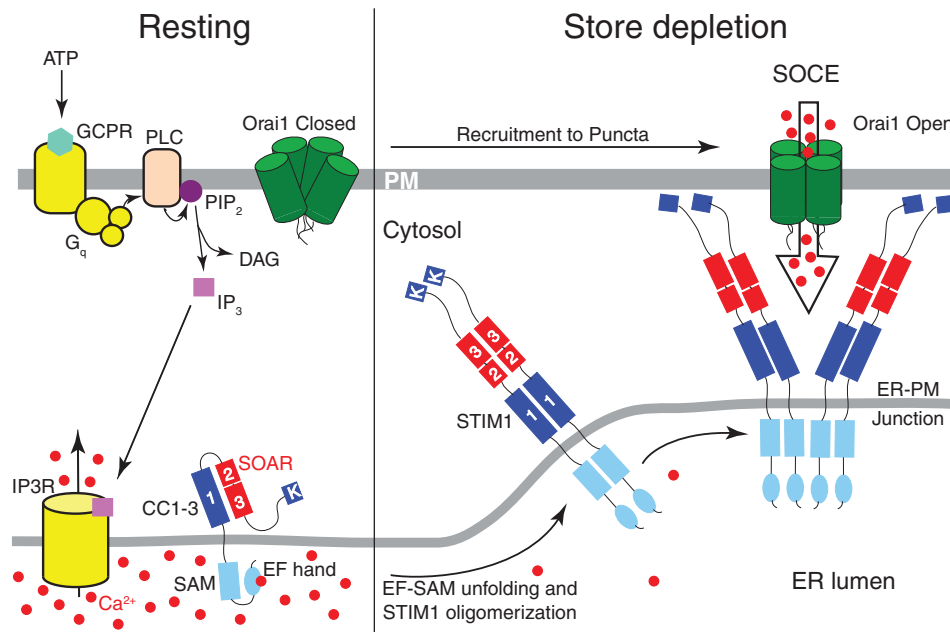 Resting
Store depletion
ATP
GCPR
PLC
Orai1 Closed
PIP2
Gq
DAG
IP3
IP3R
CC1-3
SOAR
1
2
3
K
SAM
EF hand
Ca2+
Recruitment to Puncta
SOCE
Orai1 Open
PM
Cytosol
K
K
3
3
2
2
1
1
STIM1
ER-PM
Junction
EF-SAM unfolding and
STIM1 oligomerization
ER lumen